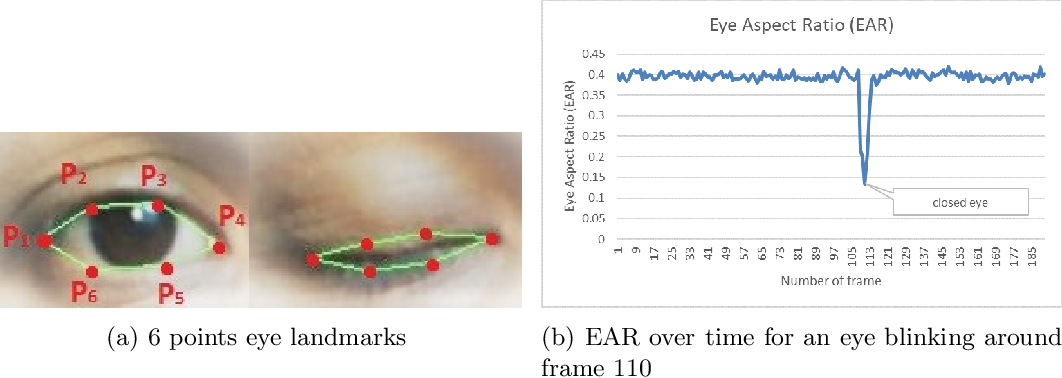 P1
P2
P3
P4
P5
P6
(a) 6 points eye landmarks
Eye Aspect Ratio (EAR)
Eye Aspect Ratio (EAR)
0.45
0.4
0.35
0.3
0.25
0.2
0.15
0.1
0.05
0
closed eye
1 9 17 25 33 41 49 57 65 73 81 89 97 105 113 121 129 137 145 153 161 169 177 185
Number of frame
(b) EAR over time for an eye blinking around
frame 110